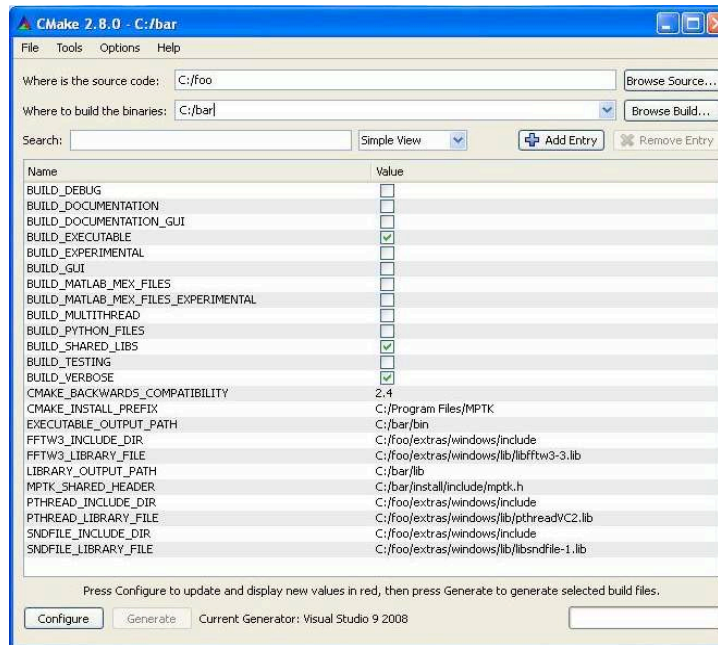 CMake 2.8.0 - C:/bar
File Tools Options Help
Where is the source code: C:/foo Browse Source...
Where to build the binaries: C:/bar Browse Build...
Search: Simple View Add Entry Remove Entry
Name Value
BUILD_DEBUG
BUILD_DOCUMENTATION
BUILD_DOCUMENTATION_GUI
BUILD_EXECUTABLE
BUILD_EXPERIMENTAL
BUILD_GUI
BUILD_MATLAB_MEX_FILES
BUILD_MATLAB_MEX_FILES_EXPERIMENTAL
BUILD_MULTITHREAD
BUILD_PYTHON_FILES
BUILD_SHARED_LIBS
BUILD_TESTING
BUILD_VERBOSE
CMAKE_BACKWARDS_COMPATIBILITY 2.4
CMAKE_INSTALL_PREFIX C:/Program Files/MPTK
EXECUTABLE_OUTPUT_PATH C:/bar/bin
FFTW3_INCLUDE_DIR C:/foo/extras/windows/include
FFTW3_LIBRARY_FILE C:/foo/extras/windows/lib/libfftw3-3.lib
LIBRARY_OUTPUT_PATH C:/bar/lib
MPTK_SHARED_HEADER C:/bar/install/include/mptk.h
PTHREAD_INCLUDE_DIR C:/foo/extras/windows/include
PTHREAD_LIBRARY_FILE C:/foo/extras/windows/lib/pthreadVC2.lib
SNDFILE_INCLUDE_DIR C:/foo/extras/windows/include
SNDFILE_LIBRARY_FILE C:/foo/extras/windows/lib/libsndfile-1.lib
Press Configure to update and display new values in red, then press Generate to generate selected build files.
Configure Generate Current Generator: Visual Studio 9 2008